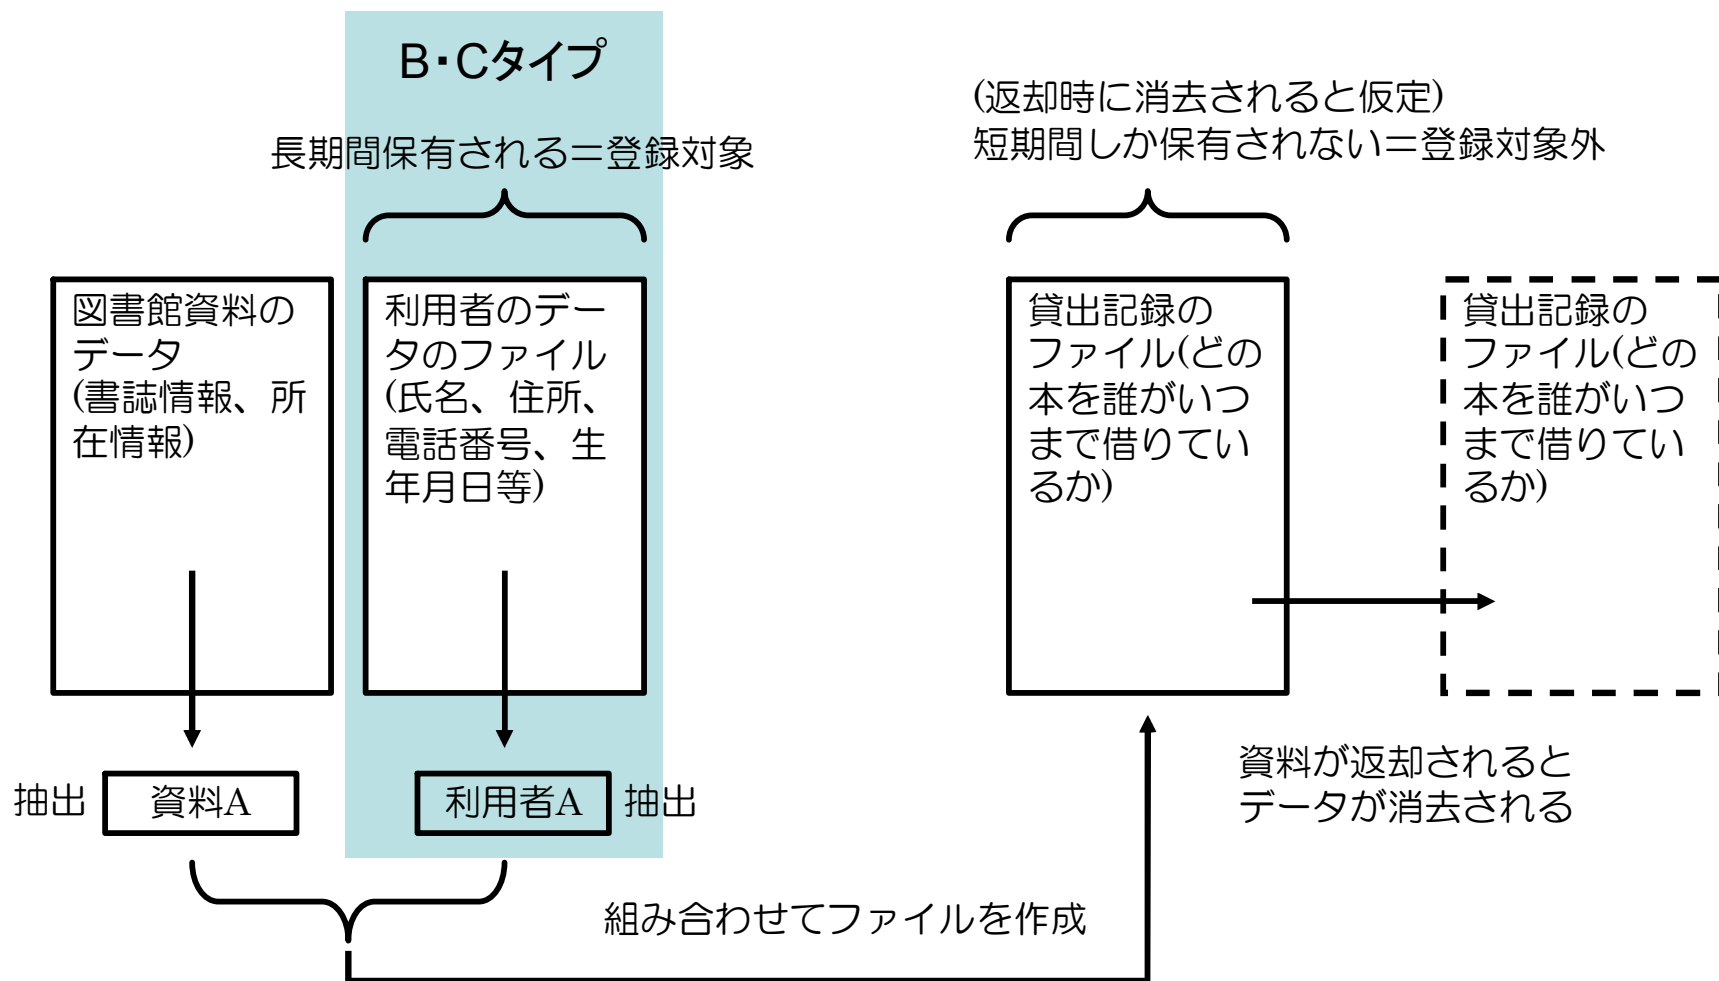 B・Cタイプ
長期間保有される＝登録対象
(返却時に消去されると仮定)
短期間しか保有されない＝登録対象外
図書館資料の
データ
(書誌情報、所
在情報)
利用者のデー
タのファイル
(氏名、住所、
電話番号、生
年月日等)
貸出記録の
ファイル(どの
本を誰がいつ
まで借りてい
るか)
貸出記録の
ファイル(どの
本を誰がいつ
まで借りてい
るか)
抽出
資料A
利用者A
抽出
資料が返却されると
データが消去される
組み合わせてファイルを作成